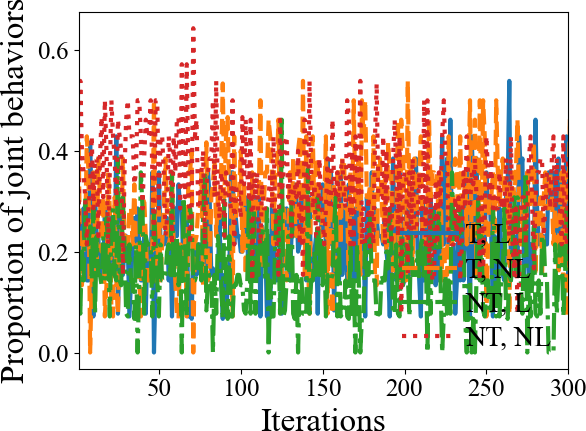 Proportion of joint behaviors
0.6
0.4
0.2
0.0
T, L
T, NL
NT, L
NT, NL
50 100 150 200 250 300
Iterations